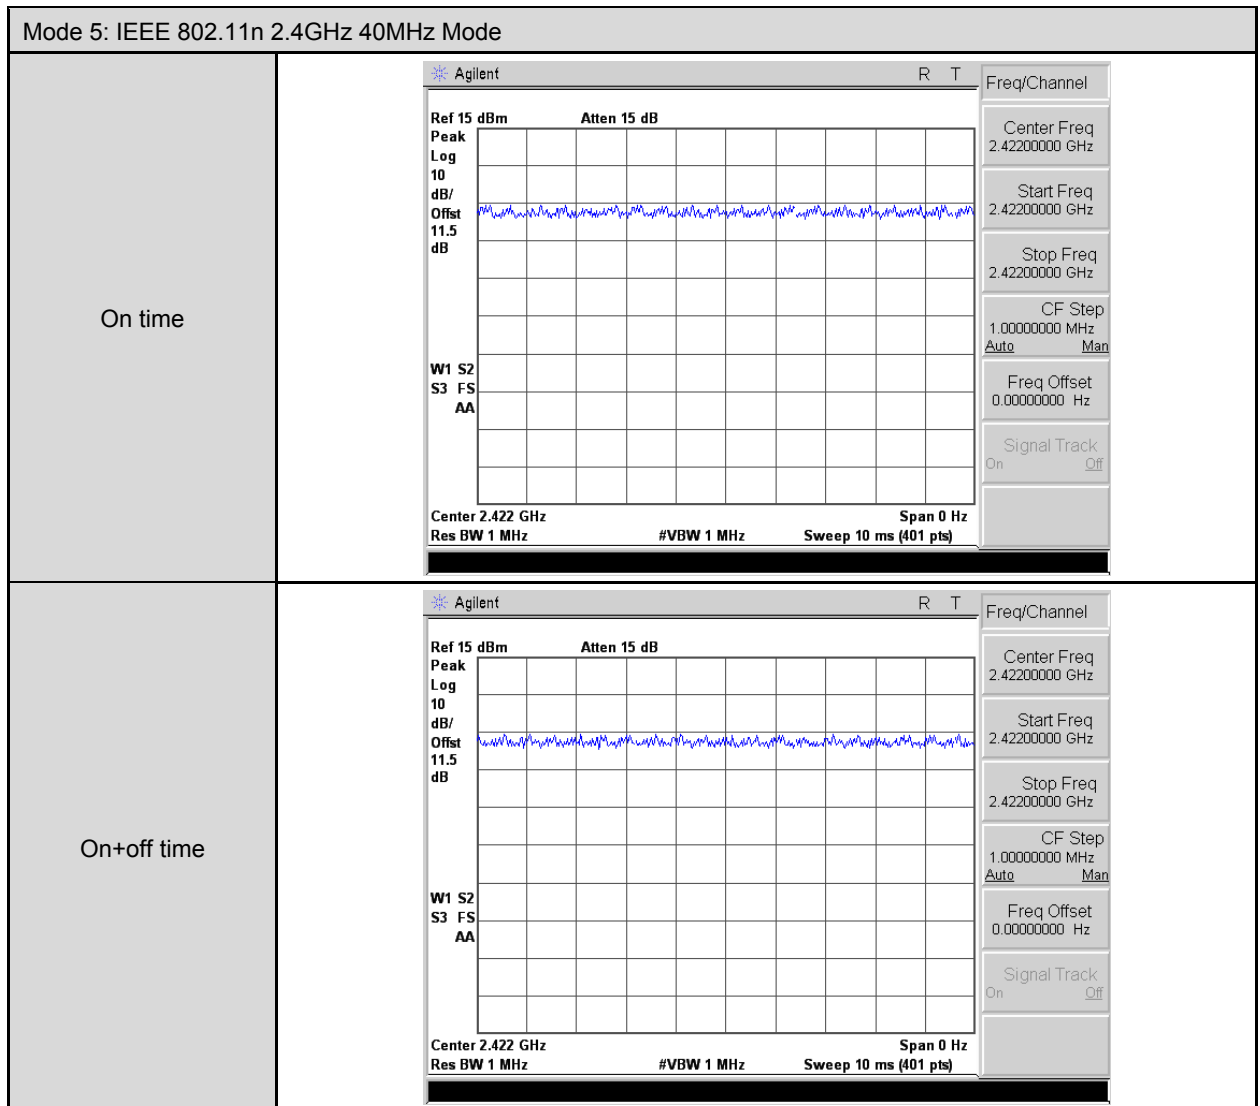 Mode 5: IEEE 802.11n 2.4GHz 40MHz Mode
On time
Agilent R T
Freq/Channel
Ref 15 dBm Atten 15 dB
Peak
Log
10
dB/
Offst
11.5
dB
W1 S2
S3 FS
AA
Center 2.422 GHz Span 0 Hz
Res BW 1 MHz #VBW 1 MHz Sweep 10 ms (401 pts)
Center Freq
2.42200000 GHz
Start Freq
2.42200000 GHz
Stop Freq
2.42200000 GHz
CF Step
1.00000000 MHz
Auto Man
Freq Offset
0.00000000 Hz
Signal Track
On Off
On+off time
Agilent R T
Freq/Channel
Ref 15 dBm Atten 15 dB
Peak
Log
10
dB/
Offst
11.5
dB
W1 S2
S3 FS
AA
Center 2.422 GHz Span 0 Hz
Res BW 1 MHz #VBW 1 MHz Sweep 10 ms (401 pts)
Center Freq
2.42200000 GHz
Start Freq
2.42200000 GHz
Stop Freq
2.42200000 GHz
CF Step
1.00000000 MHz
Auto Man
Freq Offset
0.00000000 Hz
Signal Track
On Off